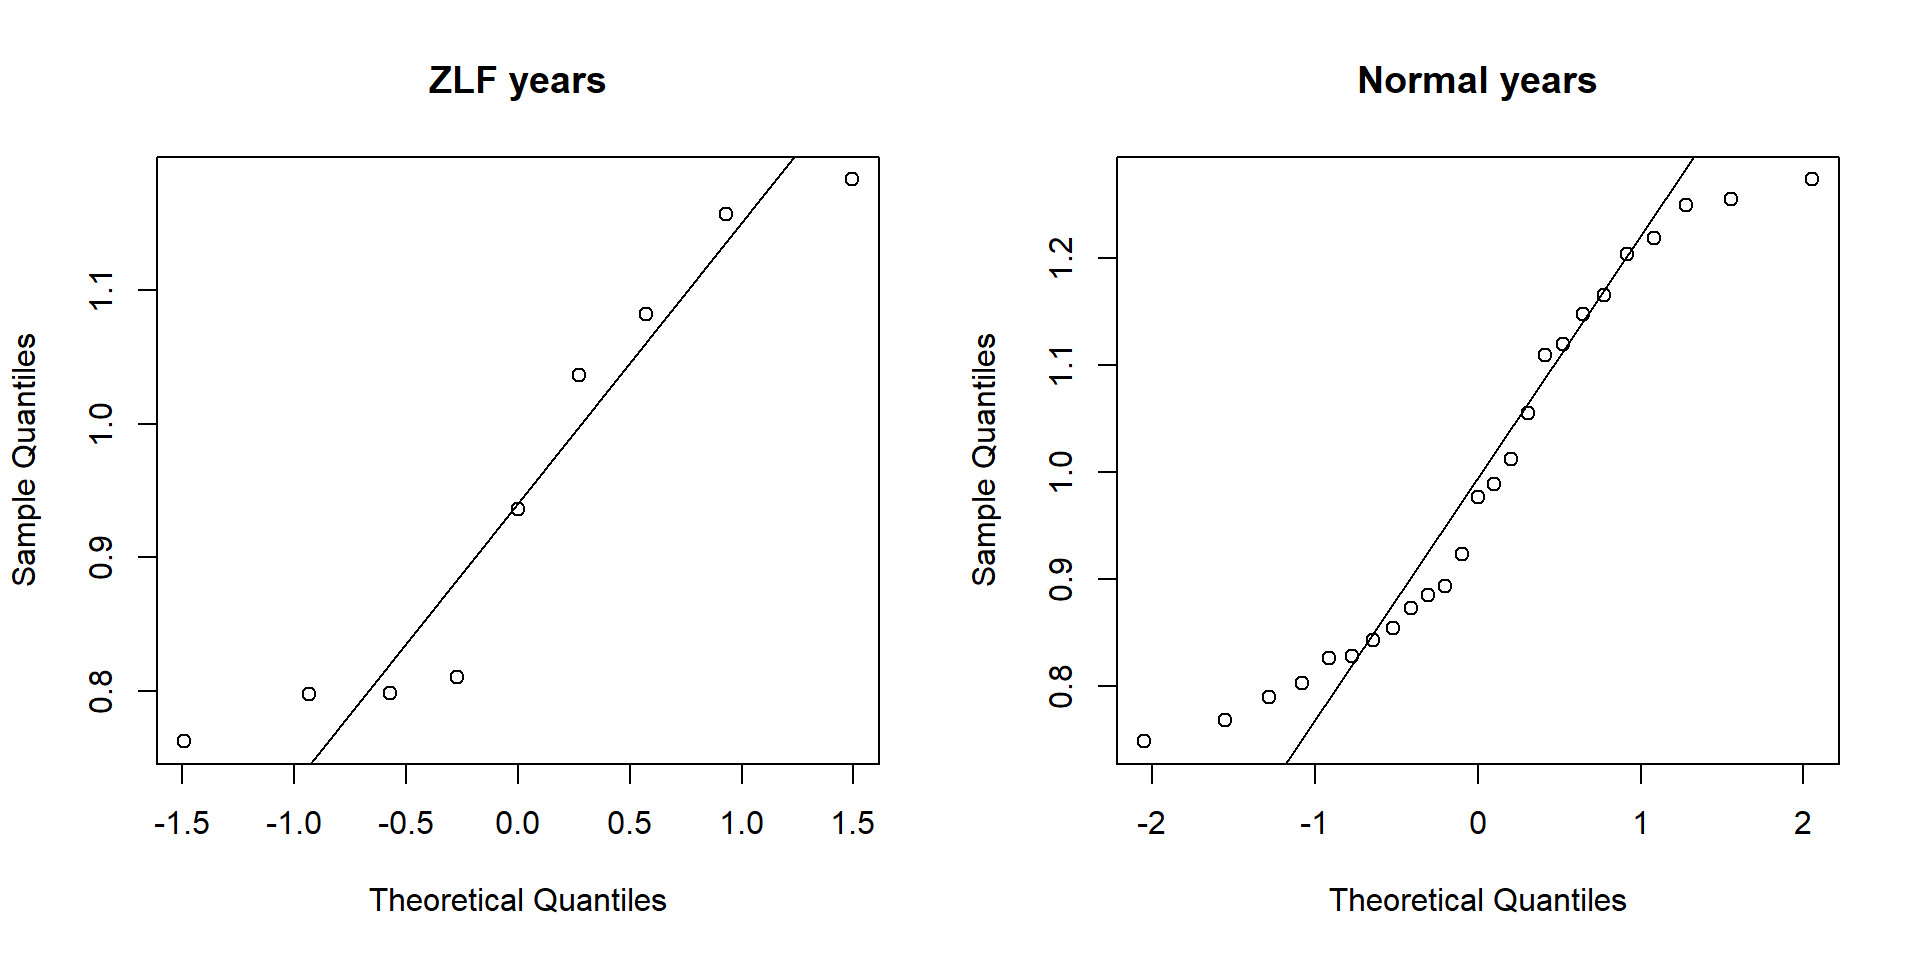 ZLF years
Sample Quantiles
0.8 0.9 1.0 1.1
-1.5 -1.0 -0.5 0.0 0.5 1.0 1.5
Theoretical Quantiles
Normal years
Sample Quantiles
0.8 0.9 1.0 1.1 1.2
-2 -1 0 1 2
Theoretical Quantiles